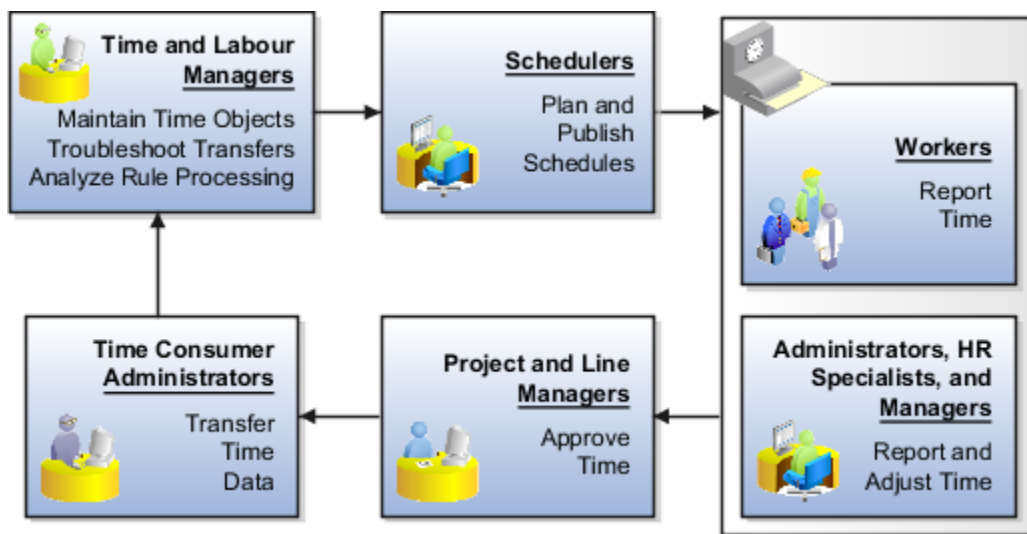 Time and Labour
Managers
Maintain Time Objects
Troubleshoot Transfers
Analyze Rule Processing
Schedulers
Plan and
Publish
Schedules
Workers
Report
Time
Time Consumer
Administrators
Transfer
Time
Data
Project and Line
Managers
Approve
Time
Administrators, HR
Specialists, and
Managers
Report and
Adjust Time